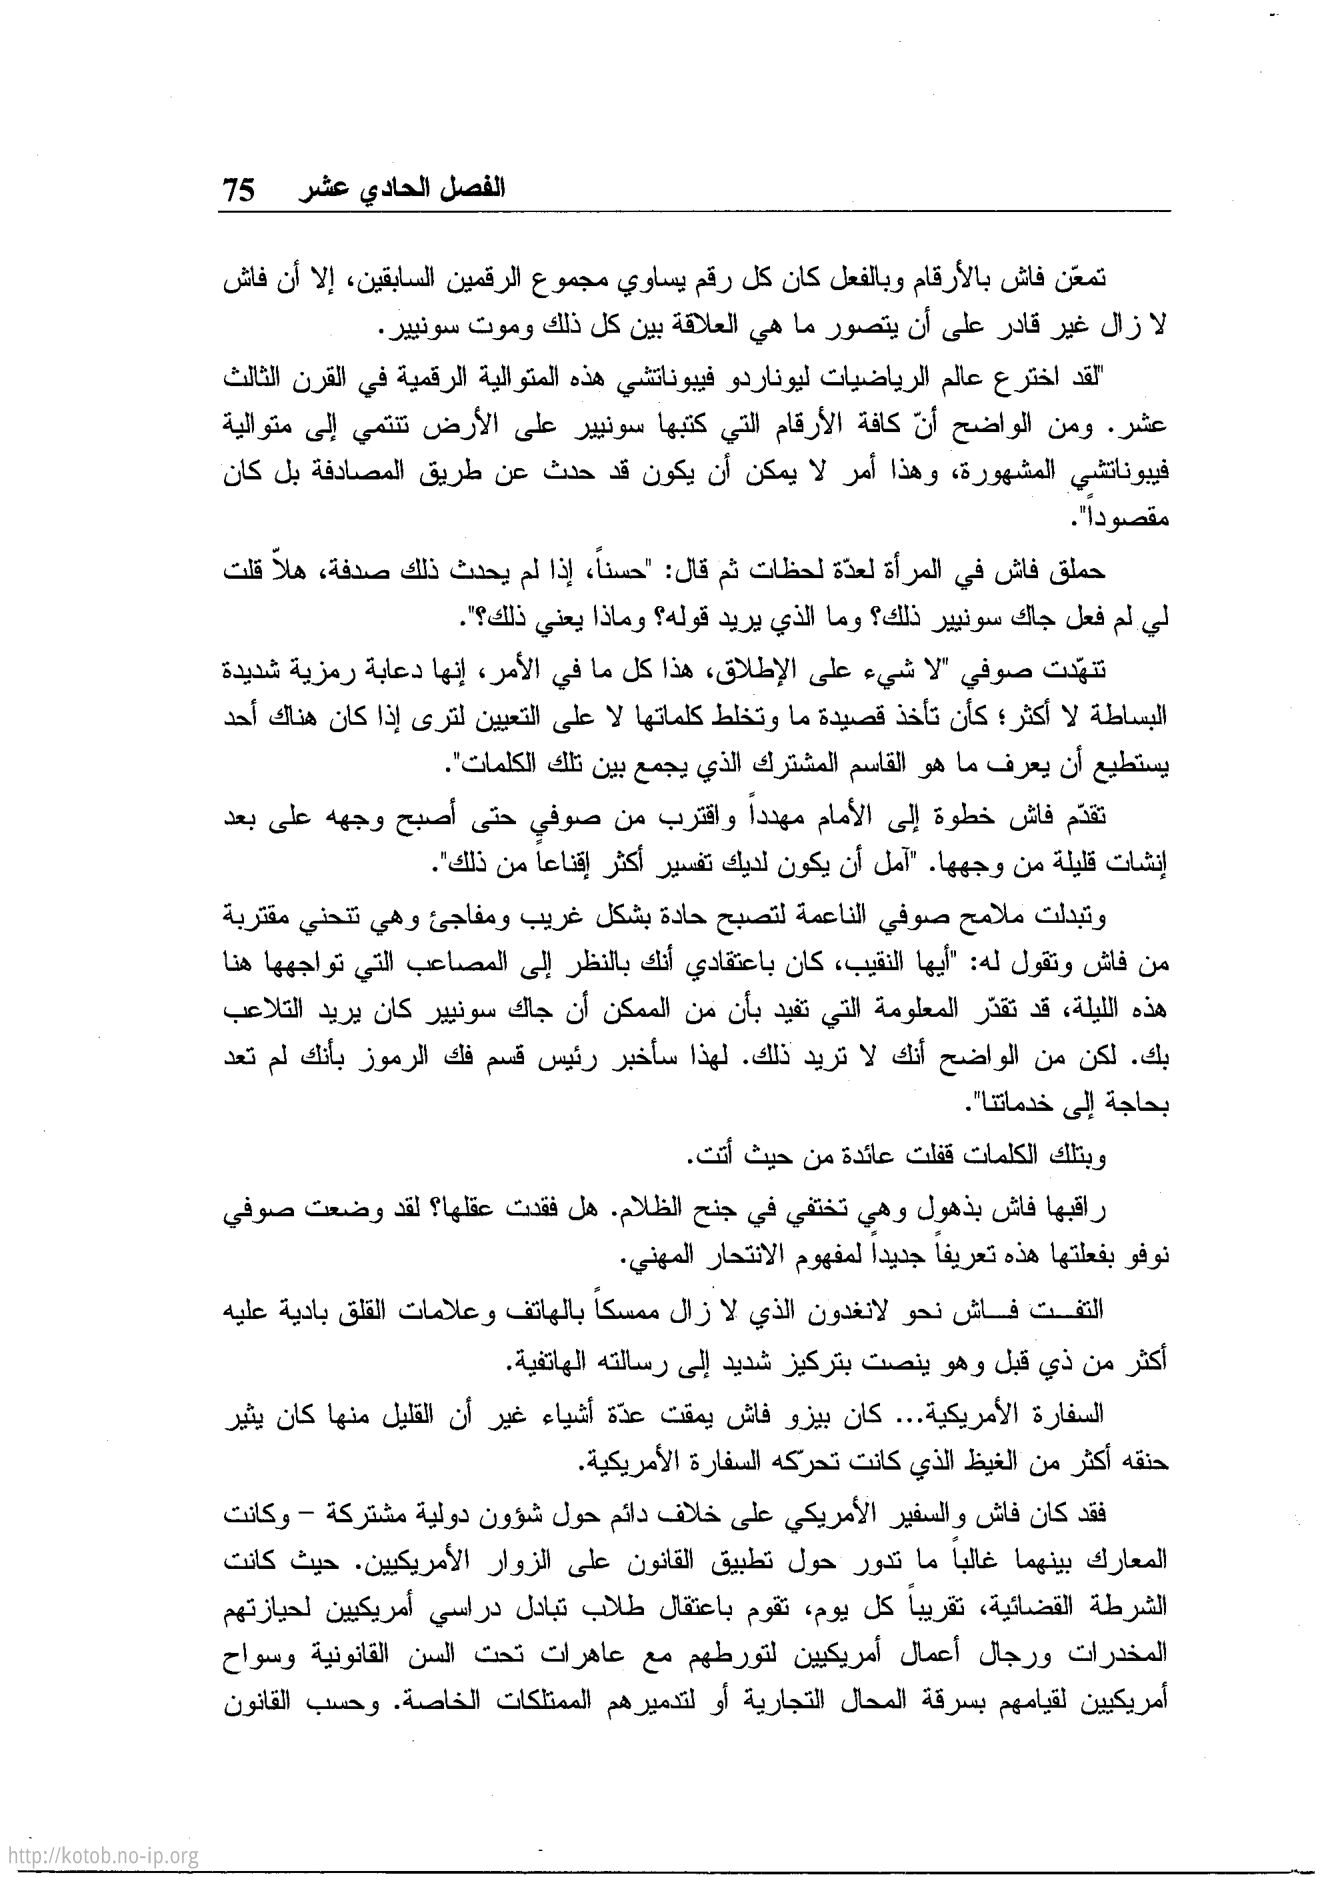 الفصل الحادي عشر 75
تمعّن فاش بالأرقام وبالفعل كان كل رقم يساوي مجموع الرقمين السابقين، إلا أن فاش
لا زال غير قادر على أن يتصور ما هي العلاقة بين كل ذلك وموت سونيير.
"لقد اخترع عالم الرياضيات ليوناردو فيبوناتشي هذه المتوالية الرقمية في القرن الثالث
عشر. ومن الواضح أنّ كافة الأرقام التي كتبها سونيير على الأرض تنتمي إلى متوالية
فيبوناتشي المشهورة، وهذا أمر لا يمكن أن يكون قد حدث عن طريق المصادفة بل كان
مقصوداً".
حملق فاش في المرأة لعدّة لحظات ثم قال: "حسناً، إذا لم يحدث ذلك صدفة، هلاّ قلت
لي لم فعل جاك سونيير ذلك؟ وما الذي يريد قوله؟ وماذا يعني ذلك؟".
تنهّدت صوفي "لا شيء على الإطلاق، هذا كل ما في الأمر، إنها دعابة رمزية شديدة
البساطة لا أكثر؛ كأن تأخذ قصيدة ما وتخلط كلماتها لا على التعيين لترى إذا كان هناك أحد
يستطيع أن يعرف ما هو القاسم المشترك الذي يجمع بين تلك الكلمات".
تقدّم فاش خطوة إلى الأمام مهدداً واقترب من صوفي حتى أصبح وجهه على بعد
إنشات قليلة من وجهها. "آمل أن يكون لديك تفسير أكثر إقناعاً من ذلك".
وتبدلت ملامح صوفي الناعمة لتصبح حادة بشكل غريب ومفاجئ وهي تنحني مقتربة
من فاش وتقول له: "أيها النقيب، كان باعتقادي أنك بالنظر إلى المصاعب التي تواجهها هنا
هذه الليلة، قد تقدّر المعلومة التي تفيد بأن من الممكن أن جاك سونيير كان يريد التلاعب
بك. لكن من الواضح أنك لا تريد ذلك. لهذا سأخبر رئيس قسم فك الرموز بأنك لم تعد
بحاجة إلى خدماتنا".
وبتلك الكلمات قفلت عائدة من حيث أتت.
راقبها فاش بذهول وهي تختفي في جنح الظلام. هل فقدت عقلها؟ لقد وضعت صوفي
نوفو بفعلتها هذه تعريفاً جديداً لمفهوم الانتحار المهني.
التفــت فــاش نحو لانغدون الذي لا زال ممسكاً بالهاتف وعلامات القلق بادية عليه
أكثر من ذي قبل وهو ينصت بتركيز شديد إلى رسالته الهاتفية.
السفارة الأمريكية... كان بيزو فاش يمقت عدّة أشياء غير أن القليل منها كان يثير
حنقه أكثر من الغيظ الذي كانت تحرّكه السفارة الأمريكية.
فقد كان فاش والسفير الأمريكي على خلاف دائم حول شؤون دولية مشتركة – وكانت
المعارك بينهما غالباً ما تدور حول تطبيق القانون على الزوار الأمريكيين. حيث كانت
الشرطة القضائية، تقريباً كل يوم، تقوم باعتقال طلاب تبادل دراسي أمريكيين لحيازتهم
المخدرات ورجال أعمال أمريكيين لتورطهم مع عاهرات تحت السن القانونية وسواح
أمريكيين لقيامهم بسرقة المحال التجارية أو لتدميرهم الممتلكات الخاصة. وحسب القانون
http://kotob.no-ip.org